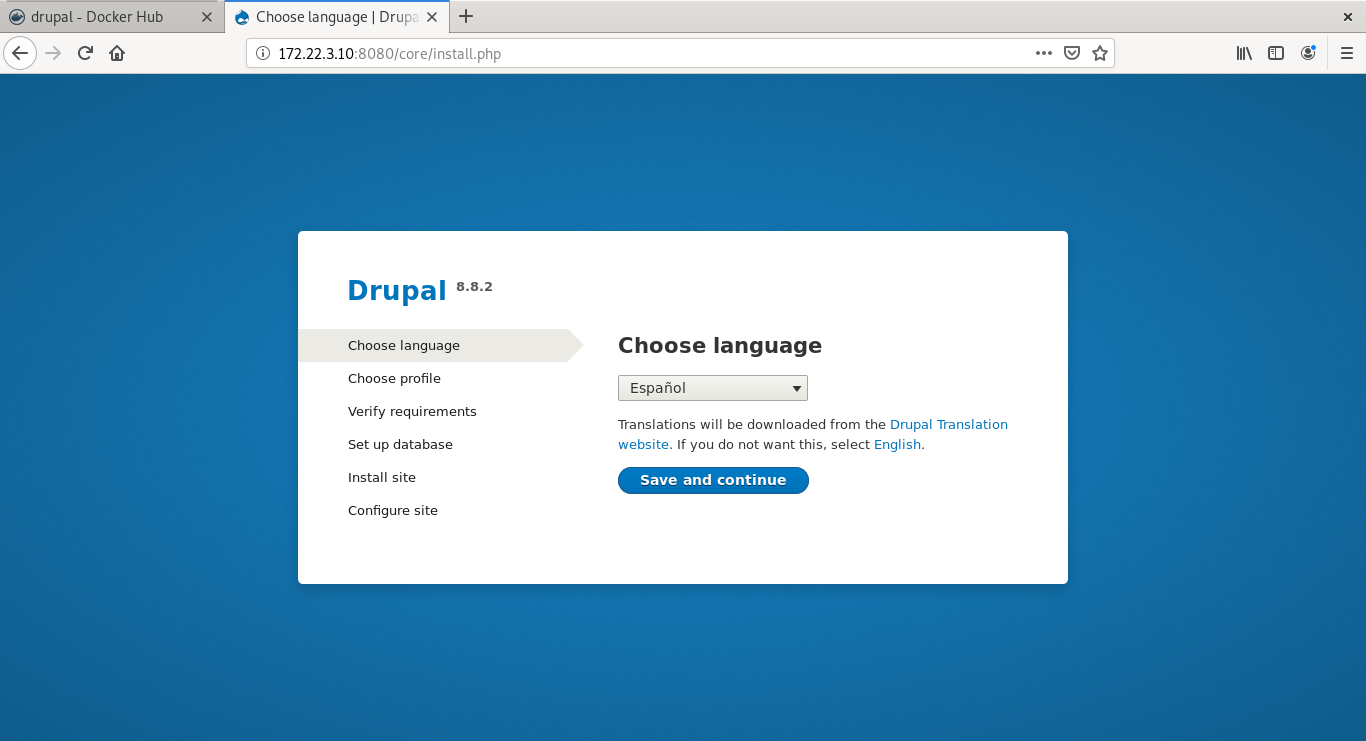 drupal - Docker Hub
Choose language | Drupa
172.22.3.10:8080/core/install.php
Drupal 8.8.2
Choose language
Choose profile
Verify requirements
Set up database
Install site
Configure site
Choose language
Español
Translations will be downloaded from the Drupal Translation
website. If you do not want this, select English.
Save and continue